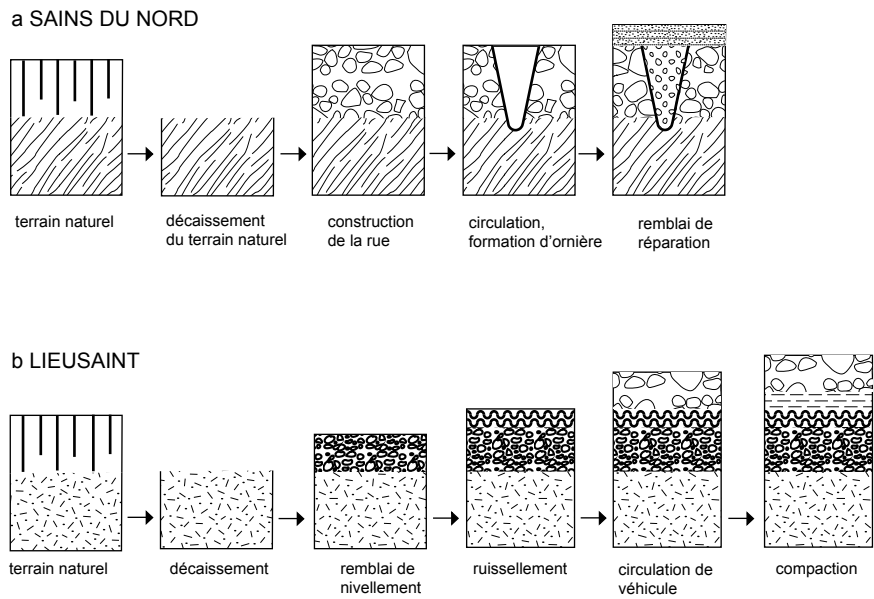 a SAINS DU NORD
terrain naturel
décaissement
du terrain naturel
construction
de la rue
circulation,
formation d'ornière
remblai de
réparation
b LIEUSAINT
terrain naturel
décaissement
remblai de
nivellement
ruissellement
circulation de
véhicule
compaction